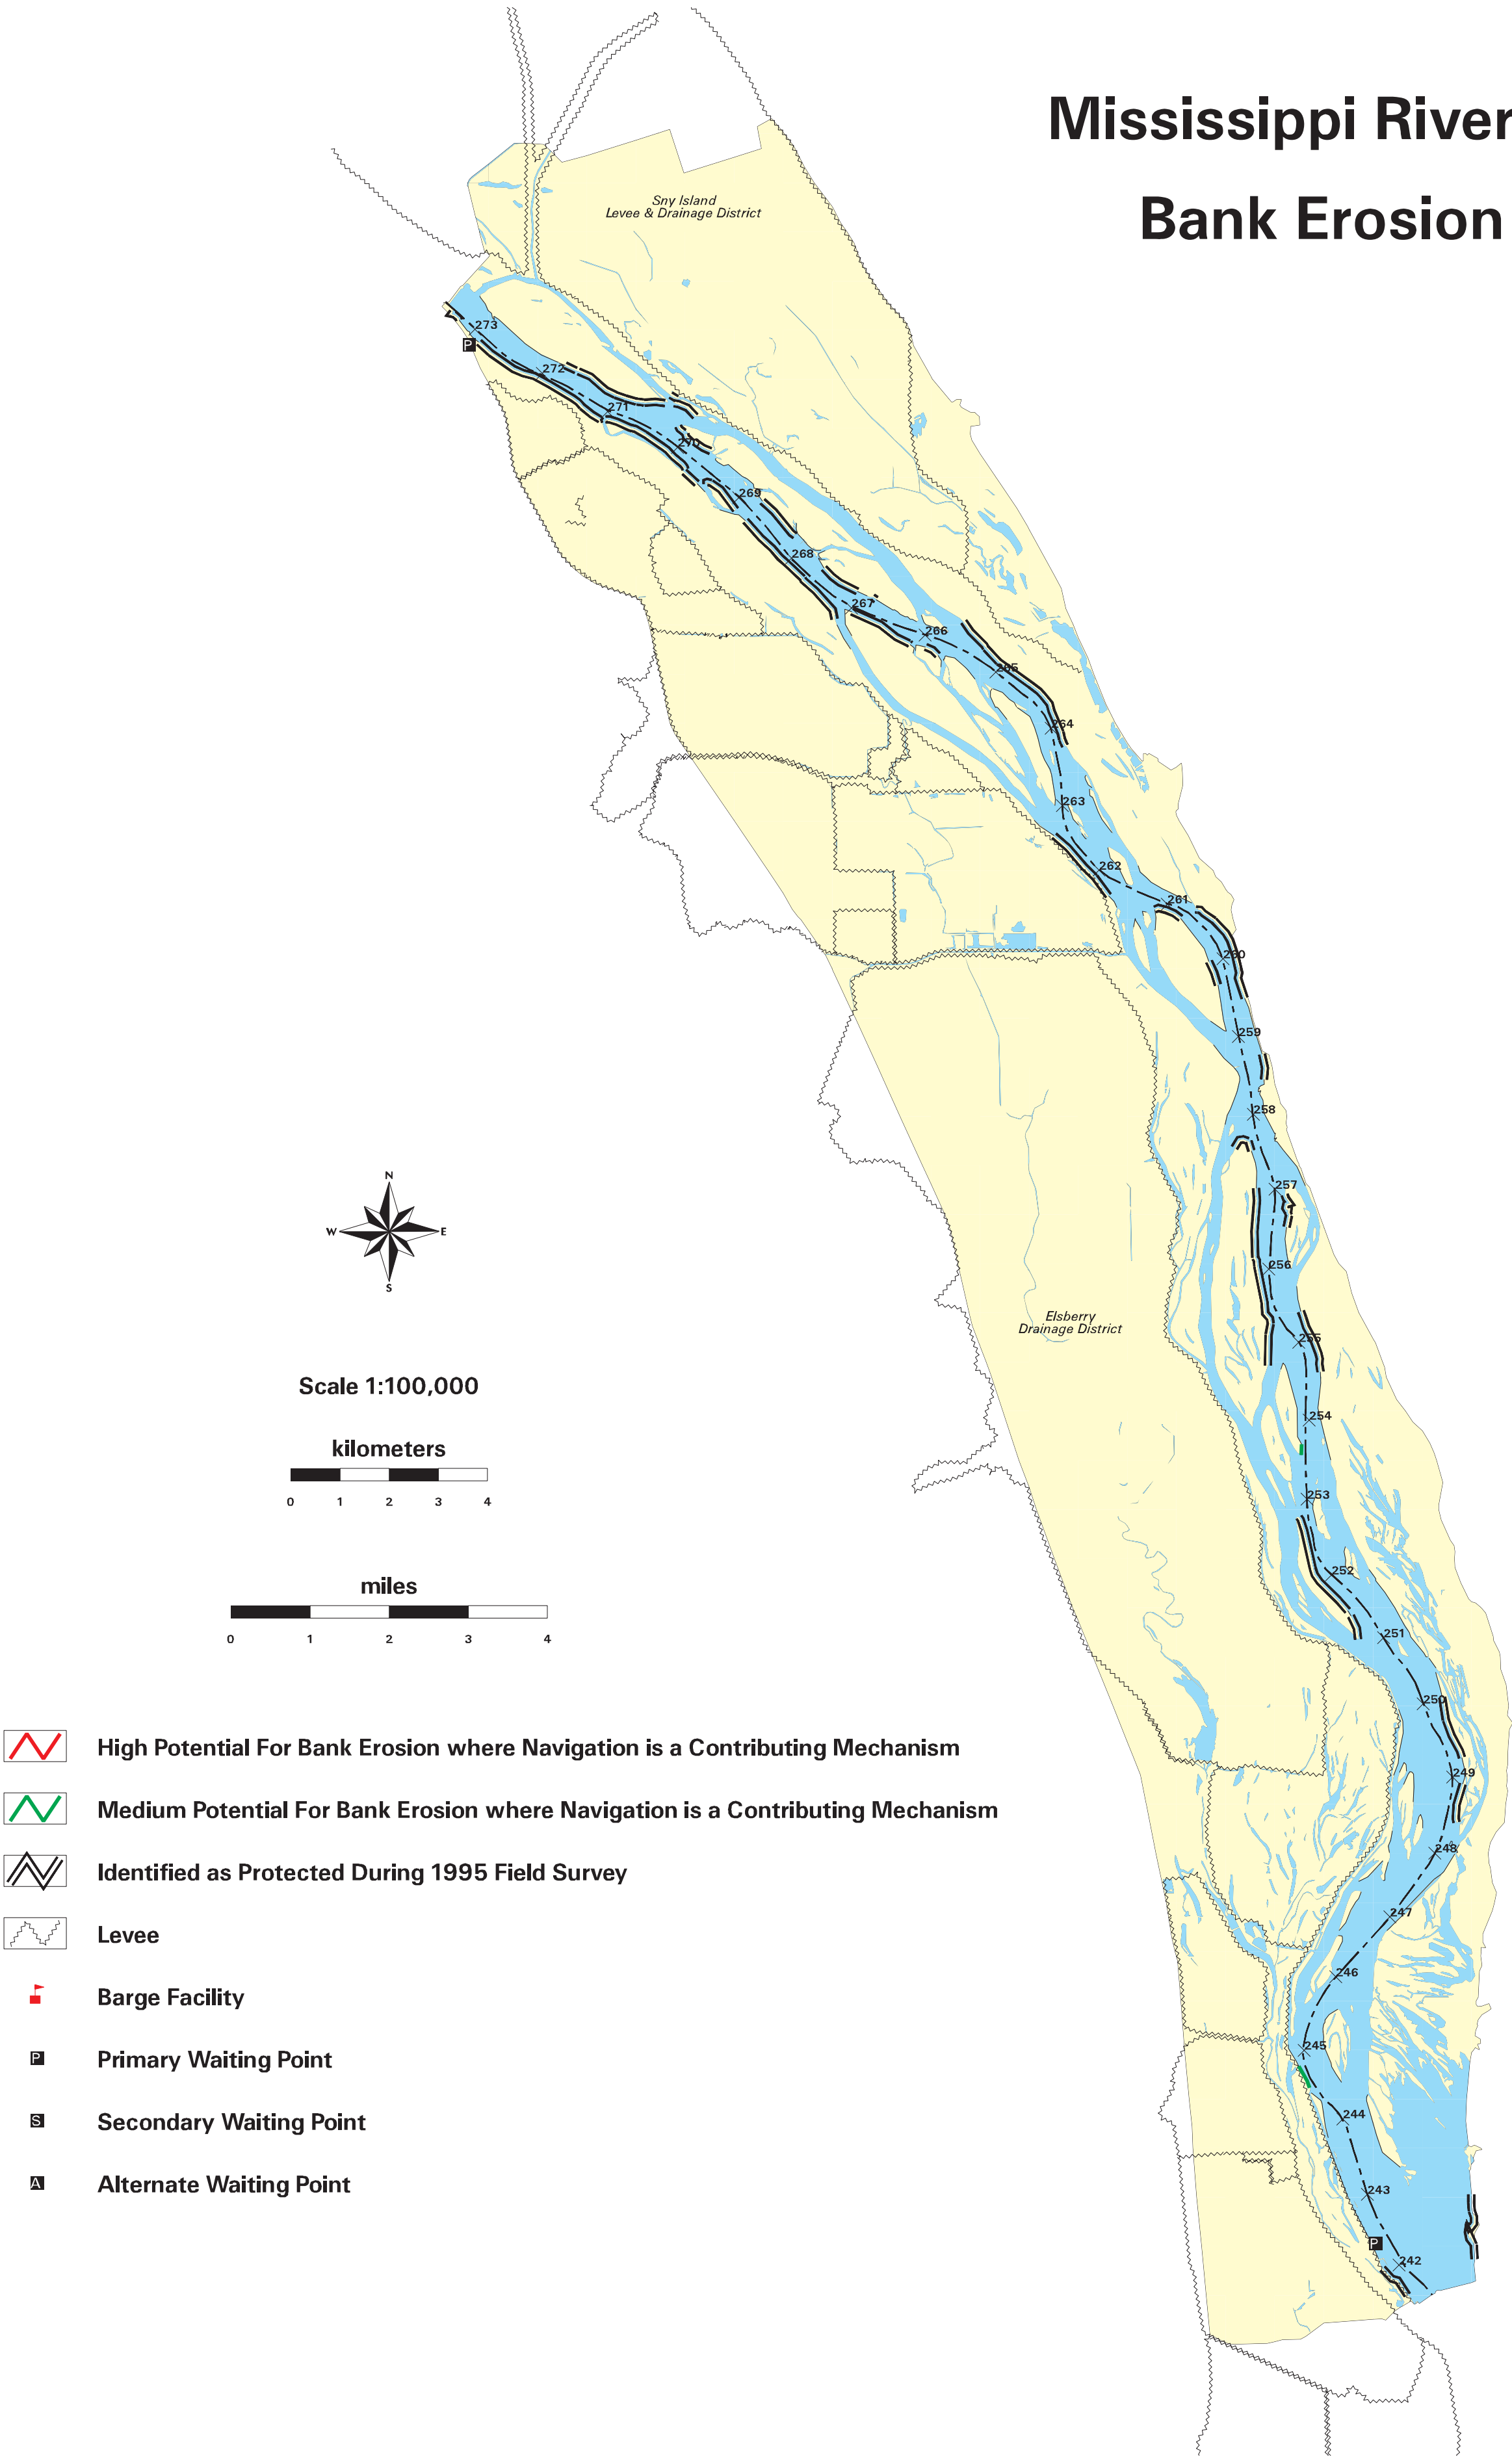 Mississippi River
Bank Erosion
Sny Island
Levee & Drainage District
273
P
272
271
270
269
268
267
266
265
264
263
262
261
260
259
258
257
256
255
254
253
252
251
250
249
248
247
246
245
244
243
P
242
N
W
E
S
Elsberry
Drainage District
Scale 1:100,000
kilometers
0 1 2 3 4
miles
0 1 2 3 4
High Potential For Bank Erosion where Navigation is a Contributing Mechanism
Medium Potential For Bank Erosion where Navigation is a Contributing Mechanism
Identified as Protected During 1995 Field Survey
Levee
Barge Facility
P Primary Waiting Point
S Secondary Waiting Point
A Alternate Waiting Point